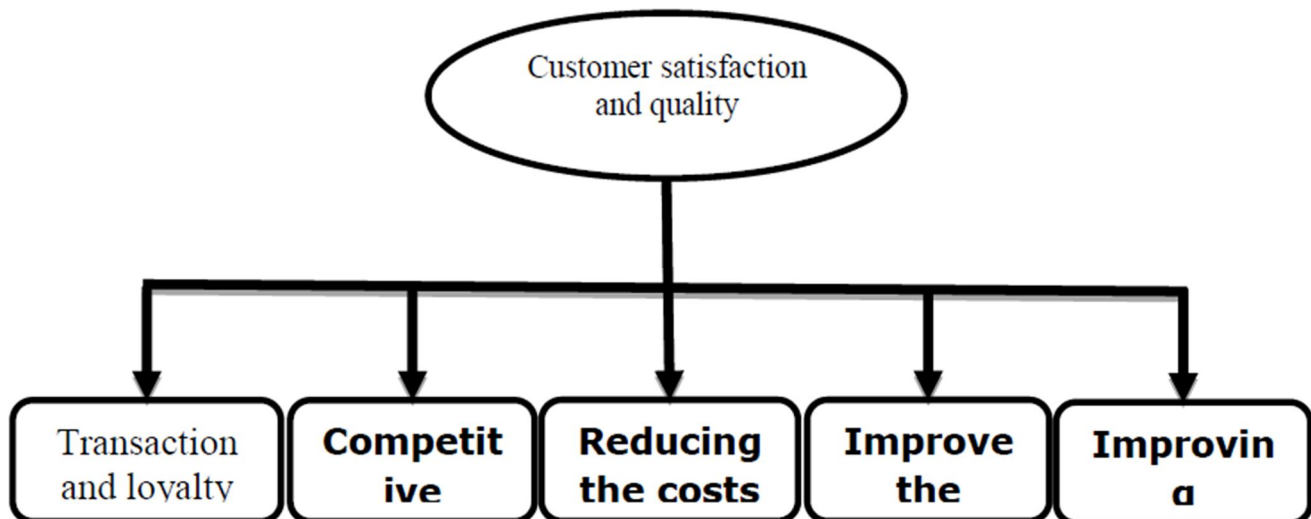 Customer satisfaction
and quality
Transaction
and loyalty
Competit
ive
Reducing
the costs
Improve
the
Improvin
g